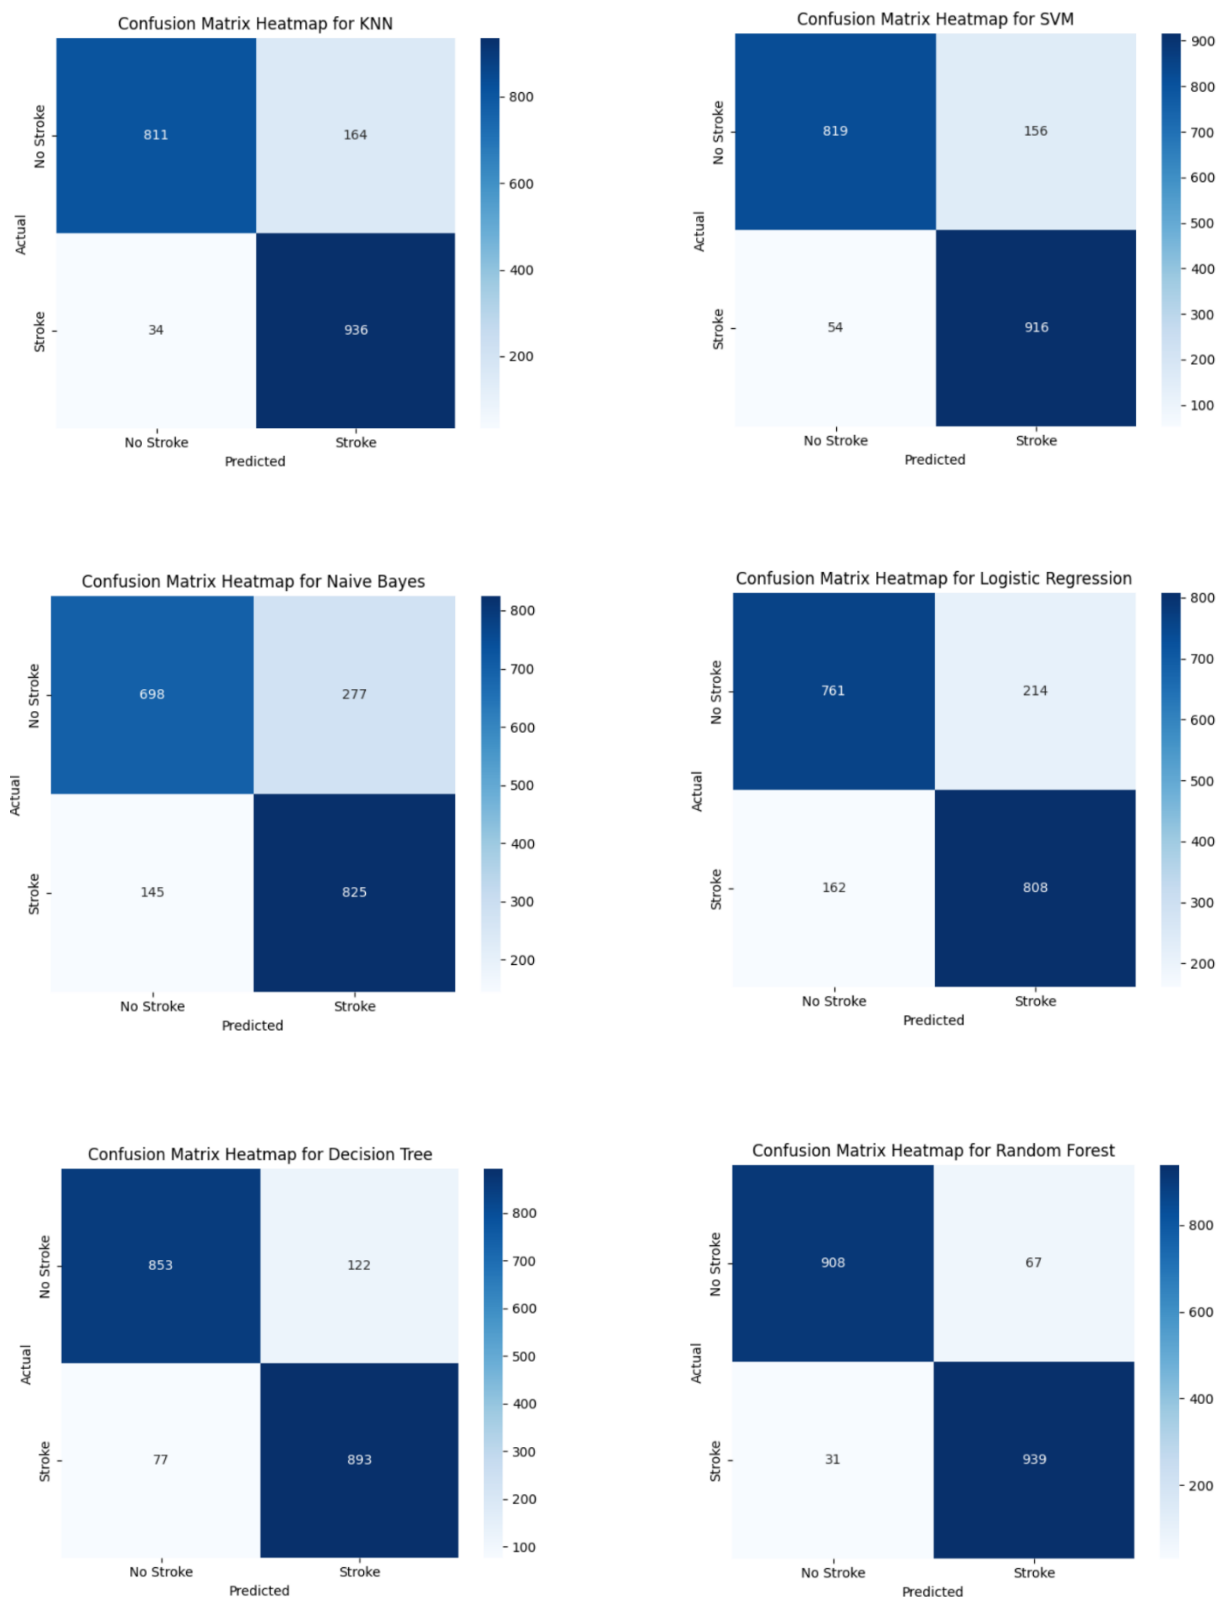 Confusion Matrix Heatmap for KNN
No Stroke 811 164
Stroke 34 936
No Stroke Stroke
Predicted
Actual
800
600
400
200
Confusion Matrix Heatmap for SVM
No Stroke 819 156
Stroke 54 916
No Stroke Stroke
Predicted
Actual
900
800
700
600
500
400
300
200
100
Confusion Matrix Heatmap for Naive Bayes
No Stroke 698 277
Stroke 145 825
No Stroke Stroke
Predicted
Actual
800
700
600
500
400
300
200
Confusion Matrix Heatmap for Logistic Regression
No Stroke 761 214
Stroke 162 808
No Stroke Stroke
Predicted
Actual
800
700
600
500
400
300
200
Confusion Matrix Heatmap for Decision Tree
No Stroke 853 122
Stroke 77 893
No Stroke Stroke
Predicted
Actual
800
700
600
500
400
300
200
100
Confusion Matrix Heatmap for Random Forest
No Stroke 908 67
Stroke 31 939
No Stroke Stroke
Predicted
Actual
800
600
400
200